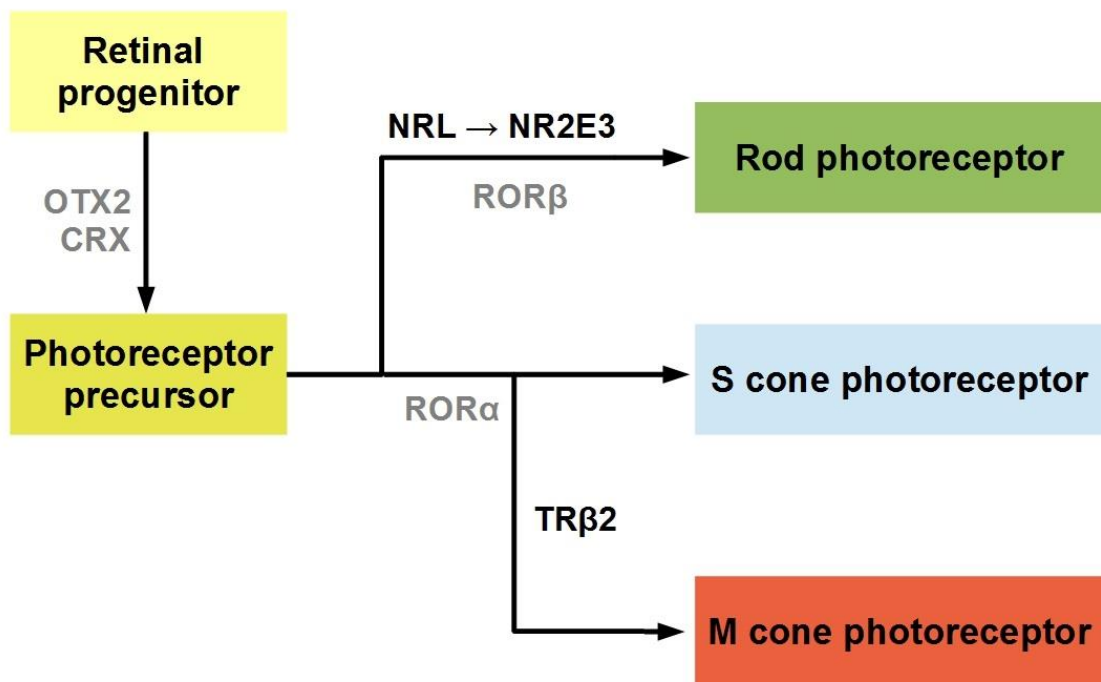 Retinal
progenitor
OTX2
CRX
Photoreceptor
precursor
NRL → NR2E3
RORβ
Rod photoreceptor
RORα
S cone photoreceptor
TRβ2
M cone photoreceptor